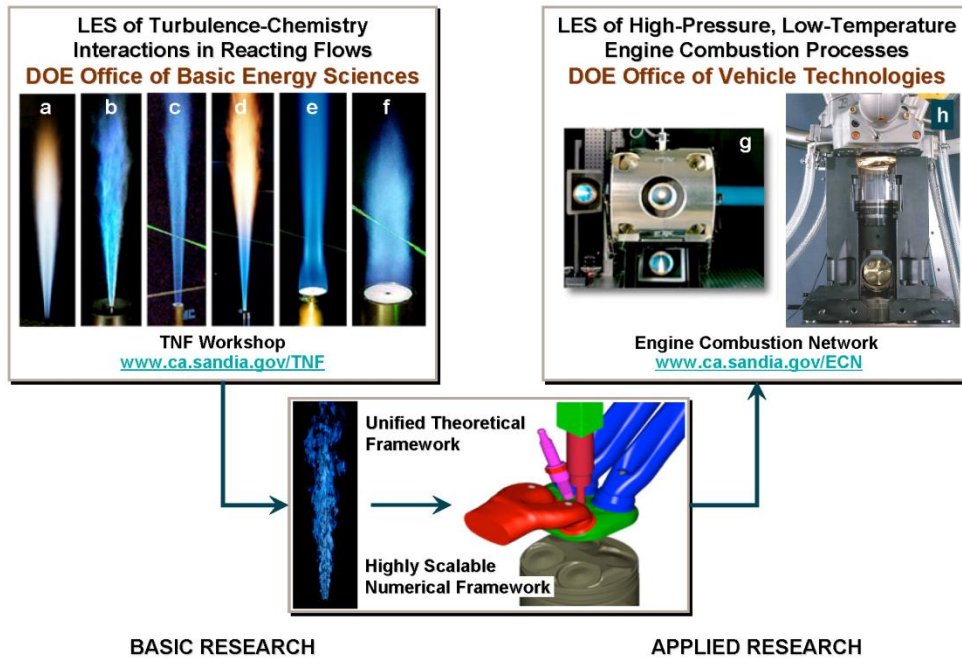 LES of Turbulence-Chemistry
Interactions in Reacting Flows
DOE Office of Basic Energy Sciences
a b c d e f
TNF Workshop
www.ca.sandia.gov/TNF
LES of High-Pressure, Low-Temperature
Engine Combustion Processes
DOE Office of Vehicle Technologies
g
h
Engine Combustion Network
www.ca.sandia.gov/ECN
Unified Theoretical
Framework
Highly Scalable
Numerical Framework
BASIC RESEARCH
APPLIED RESEARCH